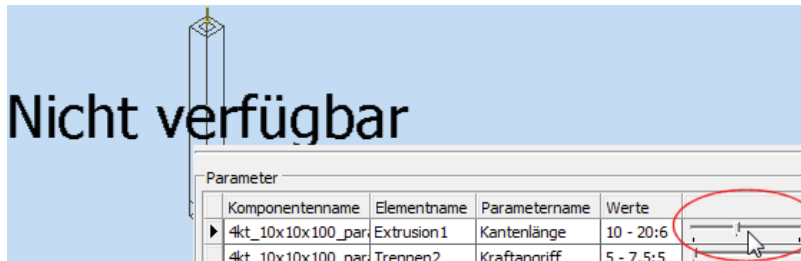 Nicht verfügbar
Parameter
Komponentenname Elementname Parametername Werte
4kt_10x10x100_para Extrusion1 Kantenlänge 10 - 20:6
4kt_10x10x100_para Trennen2 Kraftangriff 5 - 7,5:5